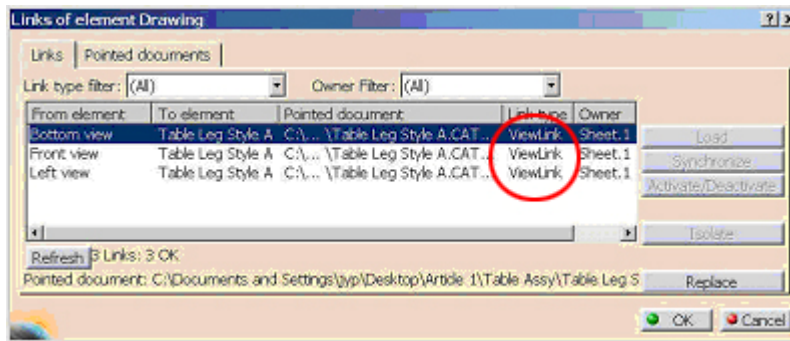 Links of element Drawing
Links Pointed documents
Link type filter: (All) Owner Filter: (All)
From element To element Pointed document Link type Owner
Bottom view Table Leg Style A C:\... \Table Leg Style A.CAT... ViewLink Sheet.1
Front view Table Leg Style A C:\... \Table Leg Style A.CAT... ViewLink Sheet.1
Left view Table Leg Style A C:\... \Table Leg Style A.CAT... ViewLink Sheet.1
Load
Synchronize
Activate/Deactivate
Isolate
Refresh 3 Links: 3 OK
Pointed document: C:\Documents and Settings\gyp\Desktop\Article 1\Table Assy\Table Leg S
Replace
OK Cancel